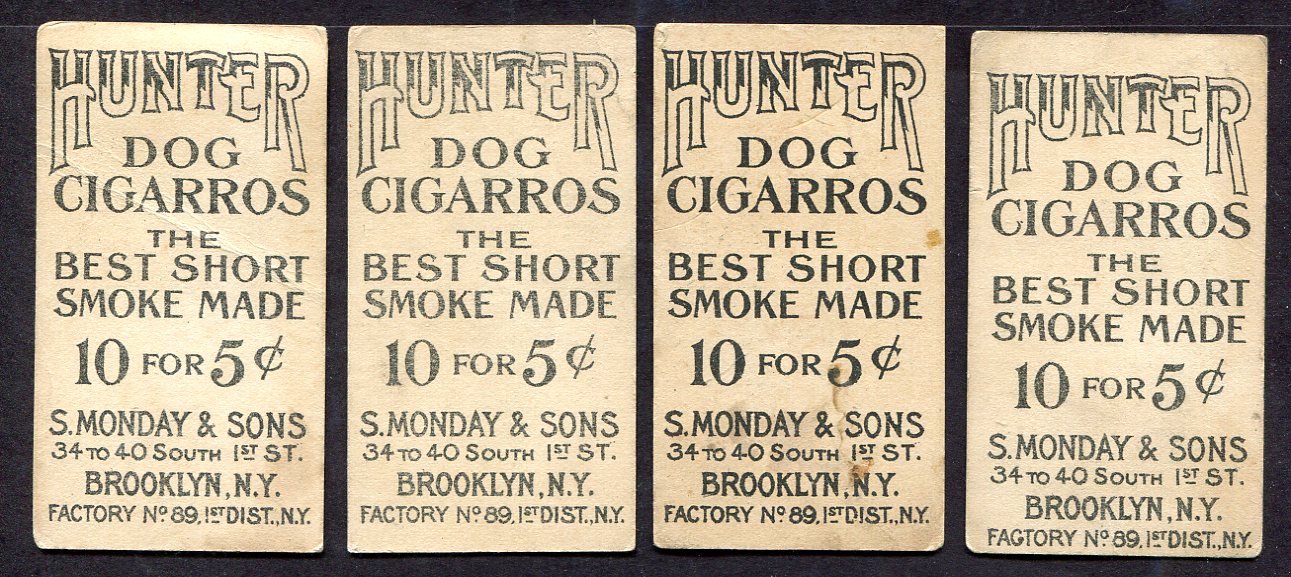 HUNTER
DOG
CIGARROS
THE
BEST SHORT
SMOKE MADE
10 FOR 5¢
S. MONDAY & SONS
34 TO 40 SOUTH 1ST ST.
BROOKLYN, N.Y.
FACTORY No. 89, 1ST DIST., N.Y.
HUNTER
DOG
CIGARROS
THE
BEST SHORT
SMOKE MADE
10 FOR 5¢
S. MONDAY & SONS
34 TO 40 SOUTH 1ST ST.
BROOKLYN, N.Y.
FACTORY No. 89, 1ST DIST., N.Y.
HUNTER
DOG
CIGARROS
THE
BEST SHORT
SMOKE MADE
10 FOR 5¢
S. MONDAY & SONS
34 TO 40 SOUTH 1ST ST.
BROOKLYN, N.Y.
FACTORY No. 89, 1ST DIST., N.Y.
HUNTER
DOG
CIGARROS
THE
BEST SHORT
SMOKE MADE
10 FOR 5¢
S. MONDAY & SONS
34 TO 40 SOUTH 1ST ST.
BROOKLYN, N.Y.
FACTORY No. 89, 1ST DIST., N.Y.